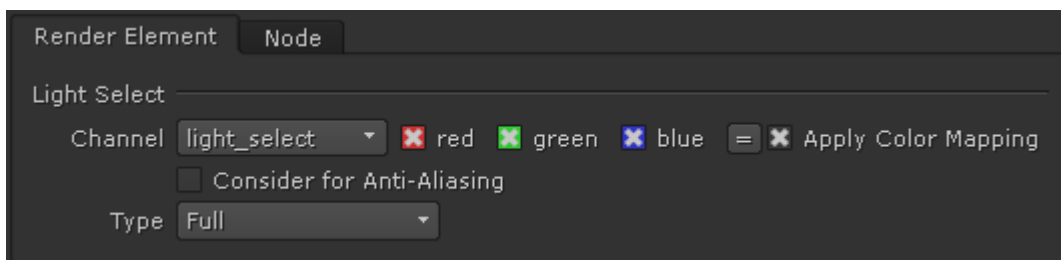 Render Element Node
Light Select
Channel light_select red green blue = Apply Color Mapping
Consider for Anti-Aliasing
Type Full